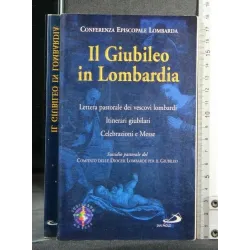 IL GIUBILEO IN LOMBARDIA
CONFERENZA EPISCOPALE LOMBARDA
Il Giubileo
in Lombardia
Lettera pastorale dei vescovi lombardi
Itinerari giubilari
Celebrazioni e Messe
Sussidio pastorale del
COMITATO DELLE DIOCESI LOMBARDE PER IL GIUBILEO
SAN PAOLO